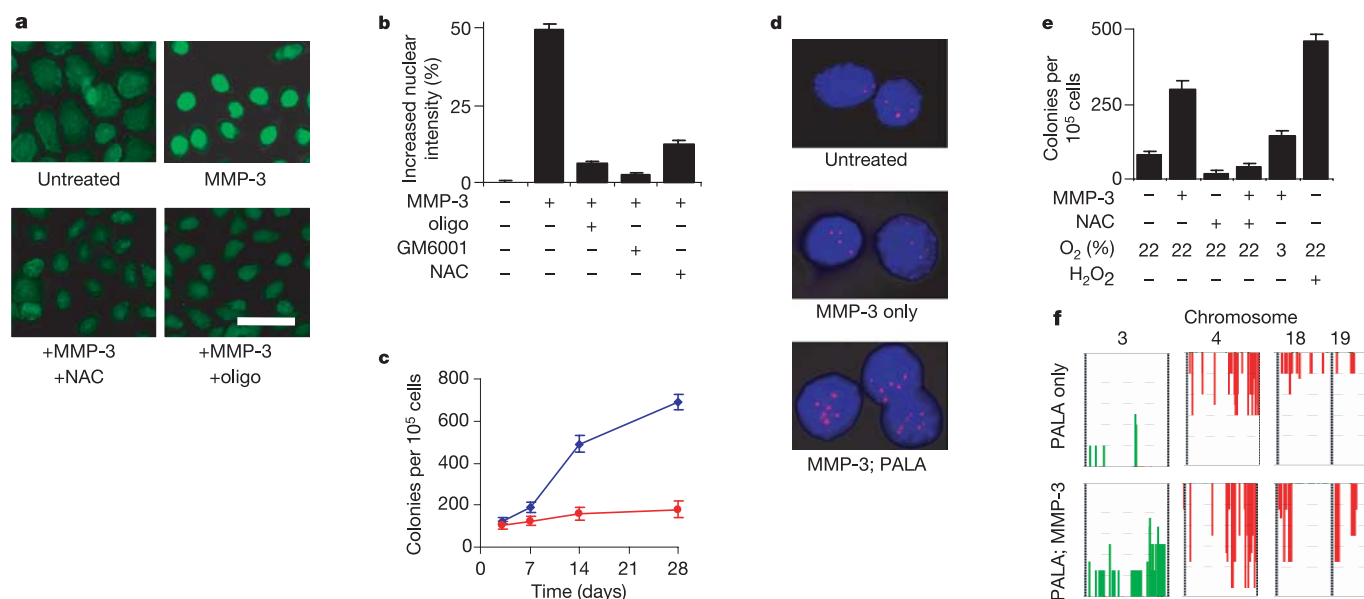 a
Untreated
MMP-3
+MMP-3
+NAC
+MMP-3
+oligo
b
Increased nuclear
intensity (%)
50
25
0
MMP-3 – + + + +
oligo – – + – –
GM6001 – – – + –
NAC – – – – +
c
Colonies per 10⁵ cells
800
600
400
200
0
0 7 14 21 28
Time (days)
d
Untreated
MMP-3 only
MMP-3; PALA
e
Colonies per
10⁵ cells
500
250
0
MMP-3 – + – + + –
NAC – – + + – –
O₂ (%) 22 22 22 22 3 22
H₂O₂ – – – – – +
f
Chromosome
3 4 18 19
PALA only
PALA; MMP-3